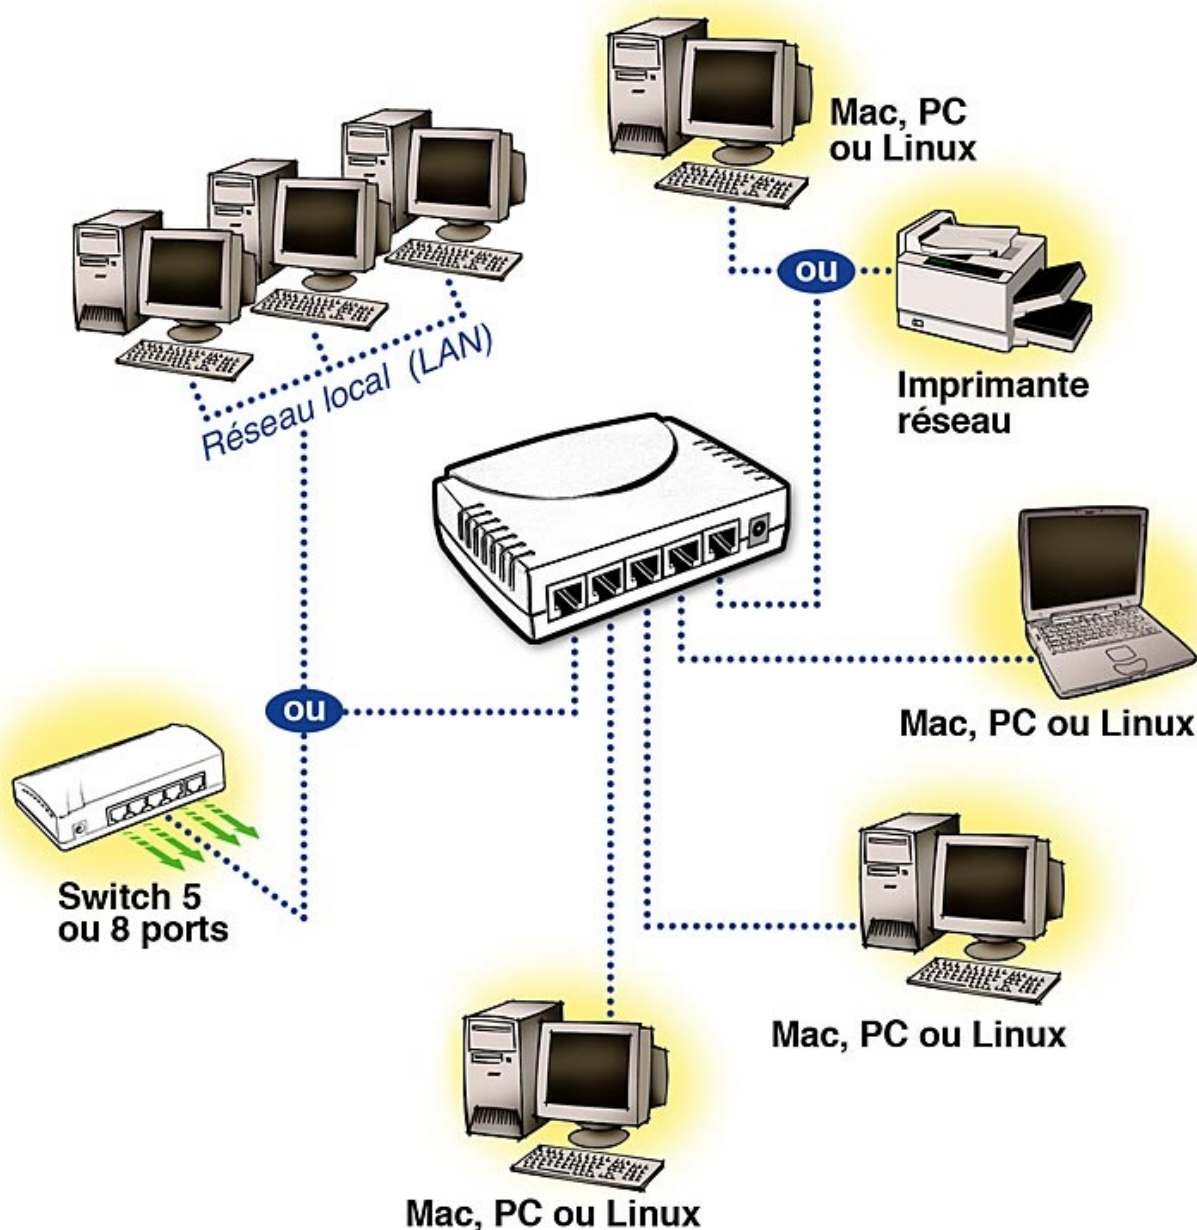 Mac, PC
ou Linux
ou
Imprimante
réseau
Réseau local (LAN)
Mac, PC ou Linux
ou
Switch 5
ou 8 ports
Mac, PC ou Linux
Mac, PC ou Linux